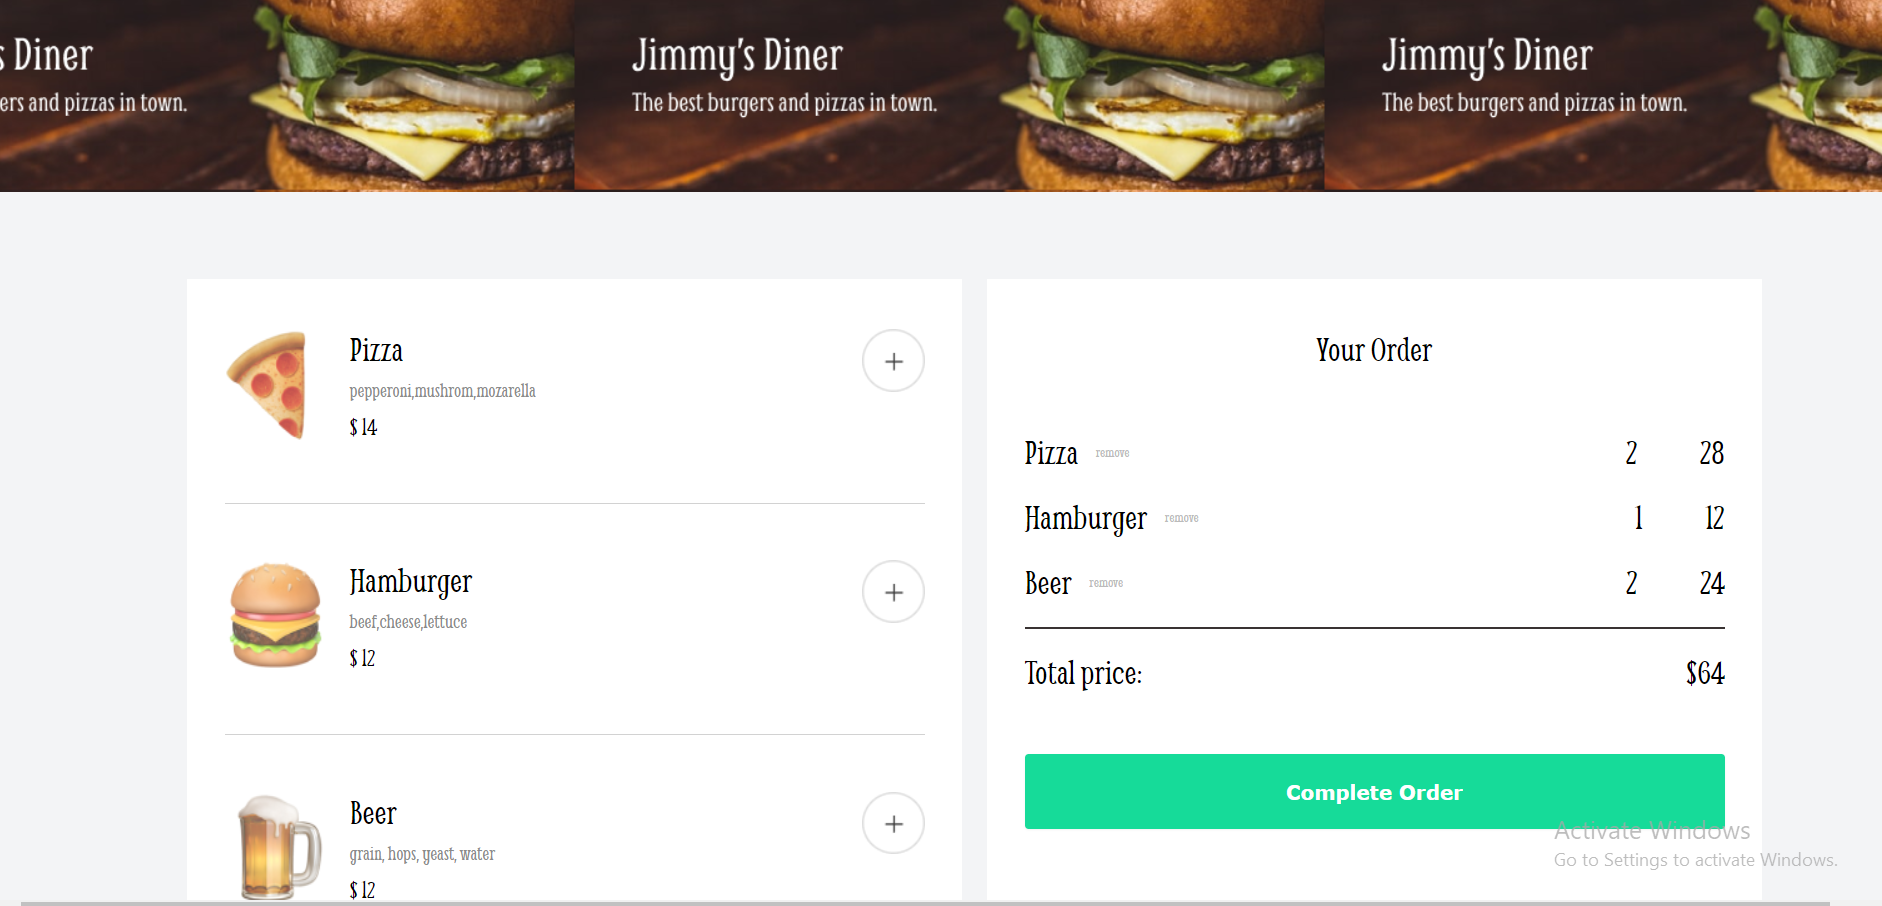 s Diner
ers and pizzas in town.
Jimmy's Diner
The best burgers and pizzas in town.
Jimmy's Diner
The best burgers and pizzas in town.
Pizza
pepperoni,mushrom,mozarella
$ 14
+
Hamburger
beef,cheese,lettuce
$ 12
+
Beer
grain, hops, yeast, water
$ 12
+
Your Order
Pizza remove 2 28
Hamburger remove 1 12
Beer remove 2 24
Total price: $64
Complete Order
Activate Windows
Go to Settings to activate Windows.